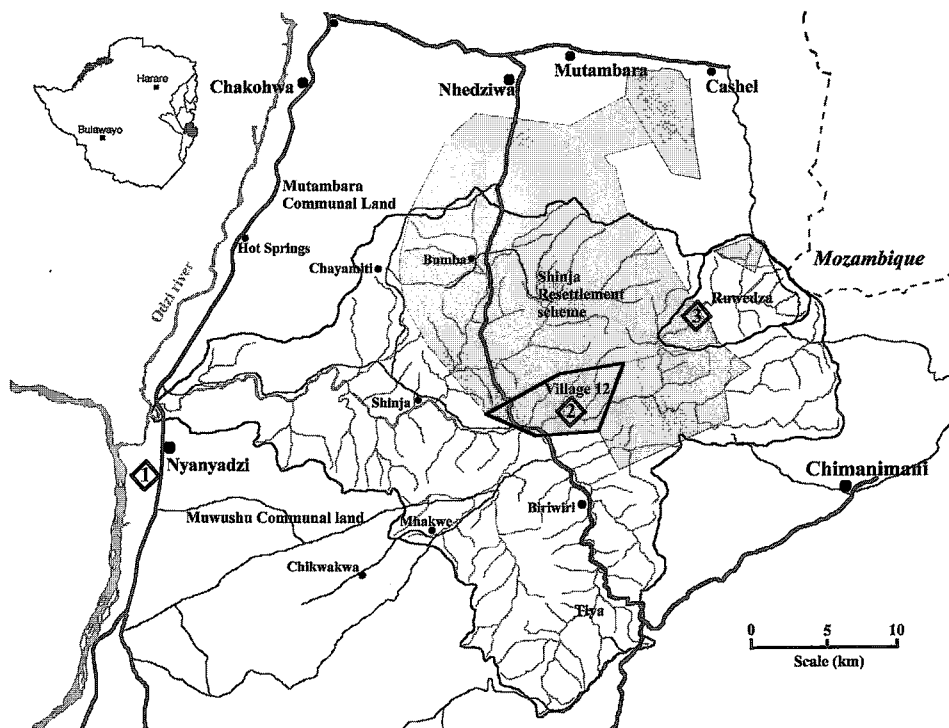 Harare
Bulawayo
Chakohwa
Nhedziwa
Mutambara
Cashel
Mutambara
Communal Land
Hot Springs
Odzi river
Chayamiti
Bumba
Shinja
Resettlement
scheme
Mozambique
Ruwedza
3
Village 12
2
Shinja
Nyanyadzi
1
Chimanimani
Biriwiri
Muwushu Communal land
Mhakwe
Chikwakwa
Tiya
0 5 10
Scale (km)